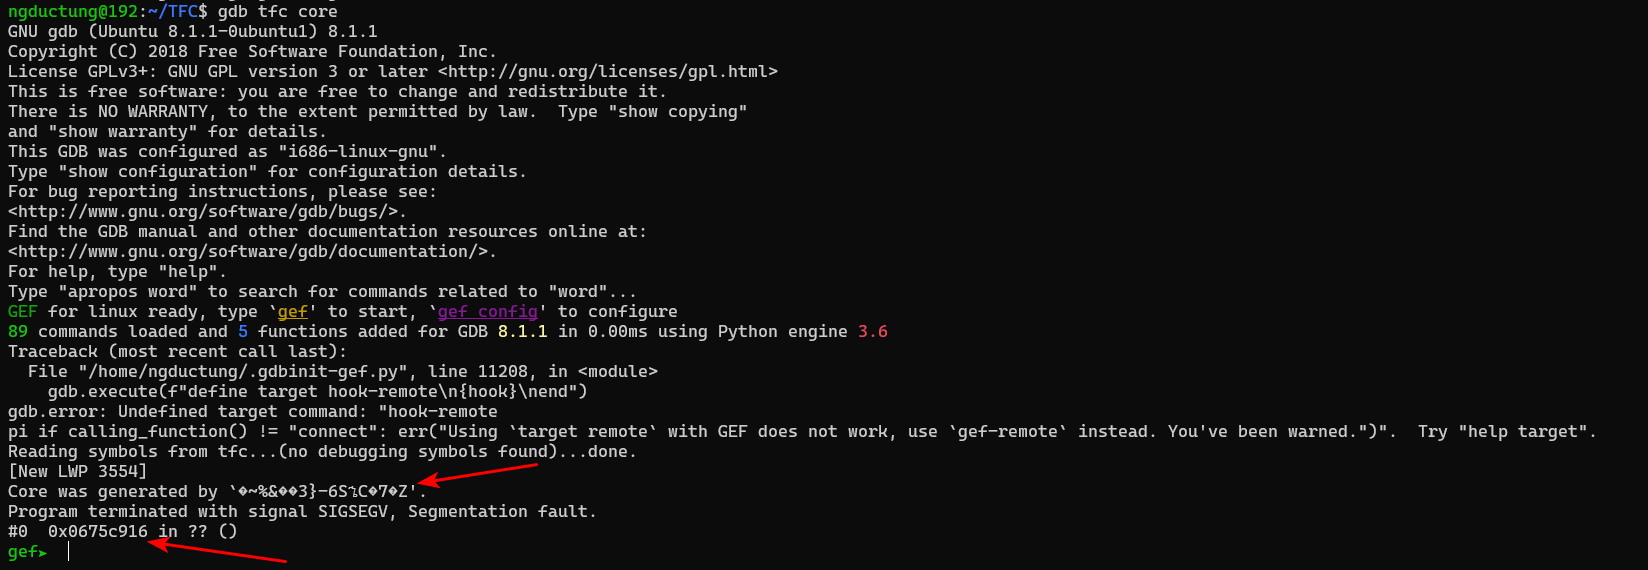 ngductung@192:~/TFC$ gdb tfc core
GNU gdb (Ubuntu 8.1.1-0ubuntu1) 8.1.1
Copyright (C) 2018 Free Software Foundation, Inc.
License GPLv3+: GNU GPL version 3 or later <http://gnu.org/licenses/gpl.html>
This is free software: you are free to change and redistribute it.
There is NO WARRANTY, to the extent permitted by law.  Type "show copying"
and "show warranty" for details.
This GDB was configured as "i686-linux-gnu".
Type "show configuration" for configuration details.
For bug reporting instructions, please see:
<http://www.gnu.org/software/gdb/bugs/>.
Find the GDB manual and other documentation resources online at:
<http://www.gnu.org/software/gdb/documentation/>.
For help, type "help".
Type "apropos word" to search for commands related to "word"...
GEF for linux ready, type `gef' to start, `gef config' to configure
89 commands loaded and 5 functions added for GDB 8.1.1 in 0.00ms using Python engine 3.6
Traceback (most recent call last):
  File "/home/ngductung/.gdbinit-gef.py", line 11208, in <module>
    gdb.execute(f"define target hook-remote\n{hook}\nend")
gdb.error: Undefined target command: "hook-remote
pi if calling_function() != "connect": err("Using `target remote` with GEF does not work, use `gef-remote` instead. You've been warned.")".  Try "help target".
Reading symbols from tfc...(no debugging symbols found)...done.
[New LWP 3554]
Core was generated by `�~%&��3}-6S C�7�Z'.
Program terminated with signal SIGSEGV, Segmentation fault.
#0  0x0675c916 in ?? ()
gef➤